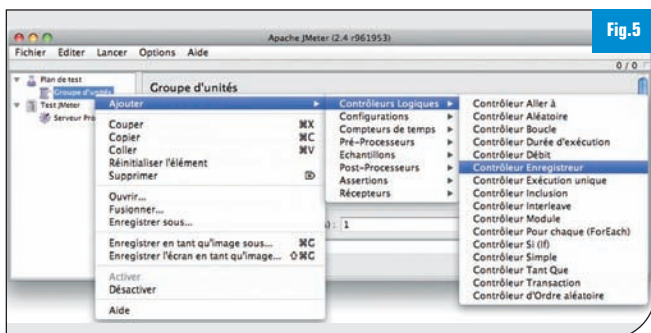 Fig.5
Apache JMeter (2.4 r961953)
Fichier Editer Lancer Options Aide
0 / 0
Plan de test
Groupe d'unités
Test JMeter
Serveur Pro
Groupe d'unités
Ajouter
Couper ⌘X
Copier ⌘C
Coller ⌘V
Réinitialiser l'élément
Supprimer ⌦
Ouvrir...
Fusionner...
Enregistrer sous...
Enregistrer en tant qu'image sous... ⌘G
Enregistrer l'écran en tant qu'image... ⇧⌘G
Activer
Désactiver
Aide
Contrôleurs Logiques
Configurations
Compteurs de temps
Pré-Processeurs
Echantillons
Post-Processeurs
Assertions
Récepteurs
) : 1
Contrôleur Aller à
Contrôleur Aléatoire
Contrôleur Boucle
Contrôleur Durée d'exécution
Contrôleur Débit
Contrôleur Enregistreur
Contrôleur Exécution unique
Contrôleur Inclusion
Contrôleur Interleave
Contrôleur Module
Contrôleur Pour chaque (ForEach)
Contrôleur Si (If)
Contrôleur Simple
Contrôleur Tant Que
Contrôleur Transaction
Contrôleur d'Ordre aléatoire